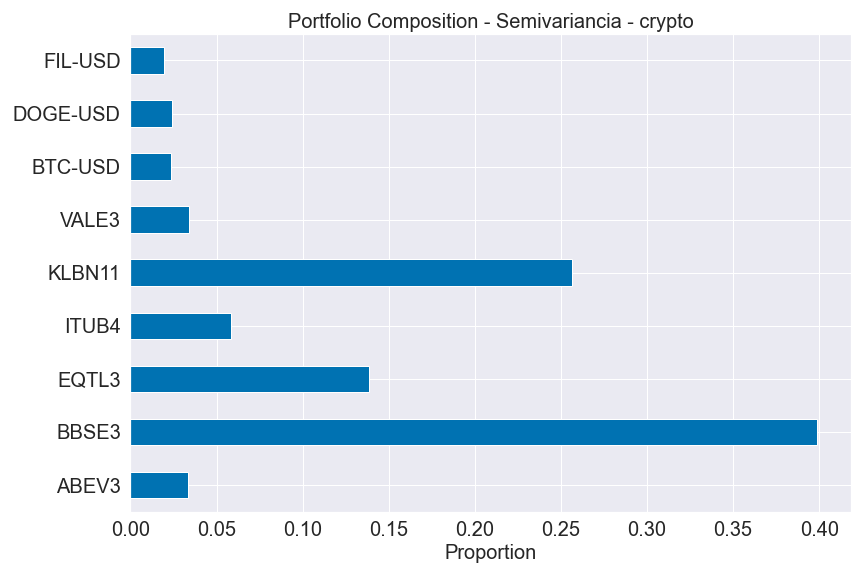 Portfolio Composition - Semivariancia - crypto
FIL-USD
DOGE-USD
BTC-USD
VALE3
KLBN11
ITUB4
EQTL3
BBSE3
ABEV3
0.00 0.05 0.10 0.15 0.20 0.25 0.30 0.35 0.40
Proportion